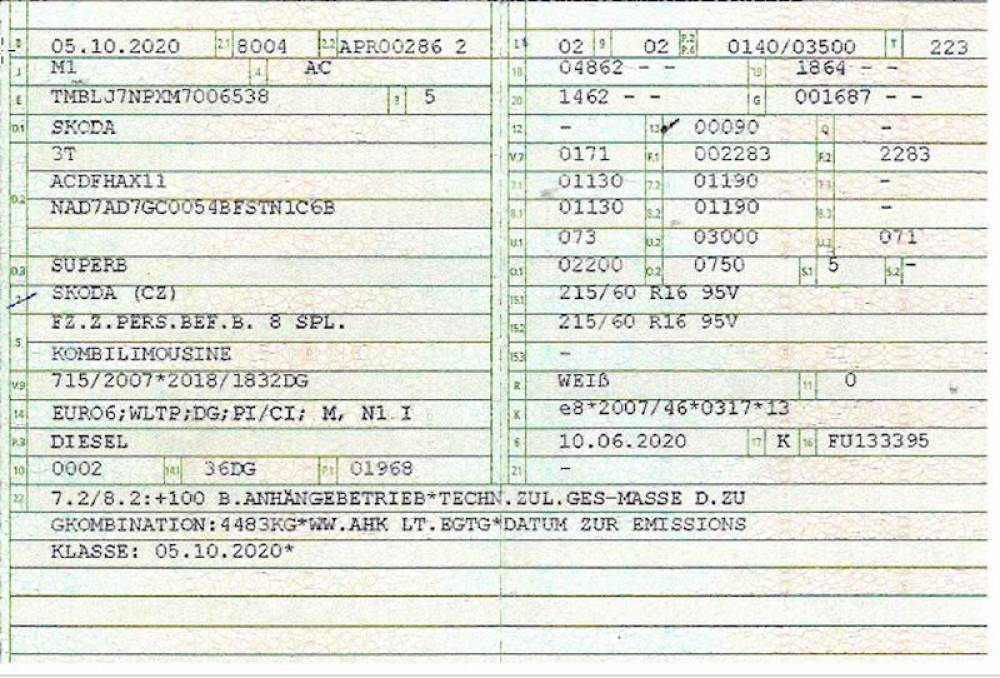 B 05.10.2020 2.1 8004 2.2 APR00286 2
J M1 4 AC
E TMBLJ7NPXM7006538 3 5
D.1 SKODA
3T
D.2 ACDFHAX11
NAD7AD7GC0054BFSTN1C6B
D.3 SUPERB
2 SKODA (CZ)
FZ.Z.PERS.BEF.B. 8 SPL.
5 KOMBILIMOUSINE
V.9 715/2007*2018/1832DG
14 EURO6;WLTP;DG;PI/CI; M, N1 I
P.3 DIESEL
10 0002 14.1 36DG P.1 01968
L 02 9 02 P.2 P.4 0140/03500 T 223
18 04862 - - 19 1864 - -
20 1462 - - G 001687 - -
12 - 13 00090 Q -
V.7 0171 F.1 002283 F.2 2283
7.1 01130 7.2 01190 7.3 -
8.1 01130 8.2 01190 8.3 -
U.1 073 U.2 03000 U.3 071
O.1 02200 O.2 0750 S.1 5 S.2 -
15.1 215/60 R16 95V
15.2 215/60 R16 95V
15.3 -
R WEIß 11 0
K e8*2007/46*0317*13
6 10.06.2020 17 K 16 FU133395
21 -
22 7.2/8.2:+100 B.ANHÄNGEBETRIEB*TECHN.ZUL.GES-MASSE D.ZU
GKOMBINATION:4483KG*WW.AHK LT.EGTG*DATUM ZUR EMISSIONS
KLASSE: 05.10.2020*